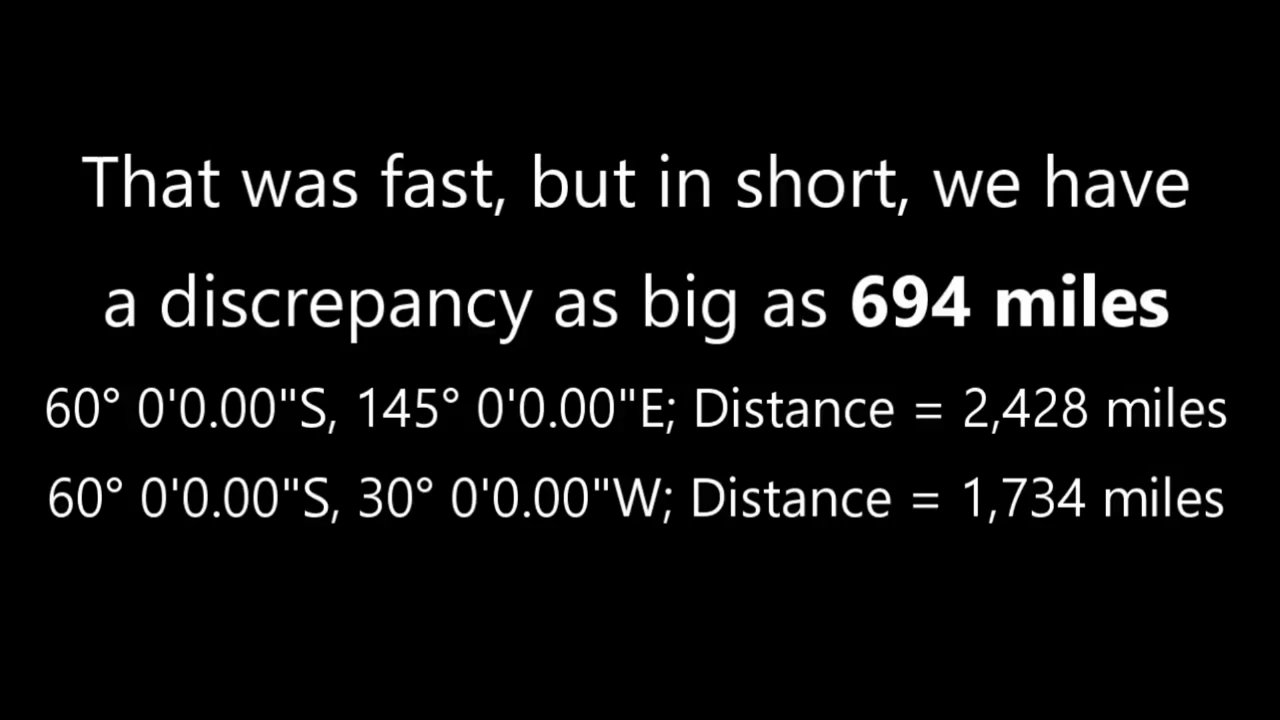 That was fast, but in short, we have
a discrepancy as big as 694 miles
60° 0'0.00"S, 145° 0'0.00"E; Distance = 2,428 miles
60° 0'0.00"S, 30° 0'0.00"W; Distance = 1,734 miles